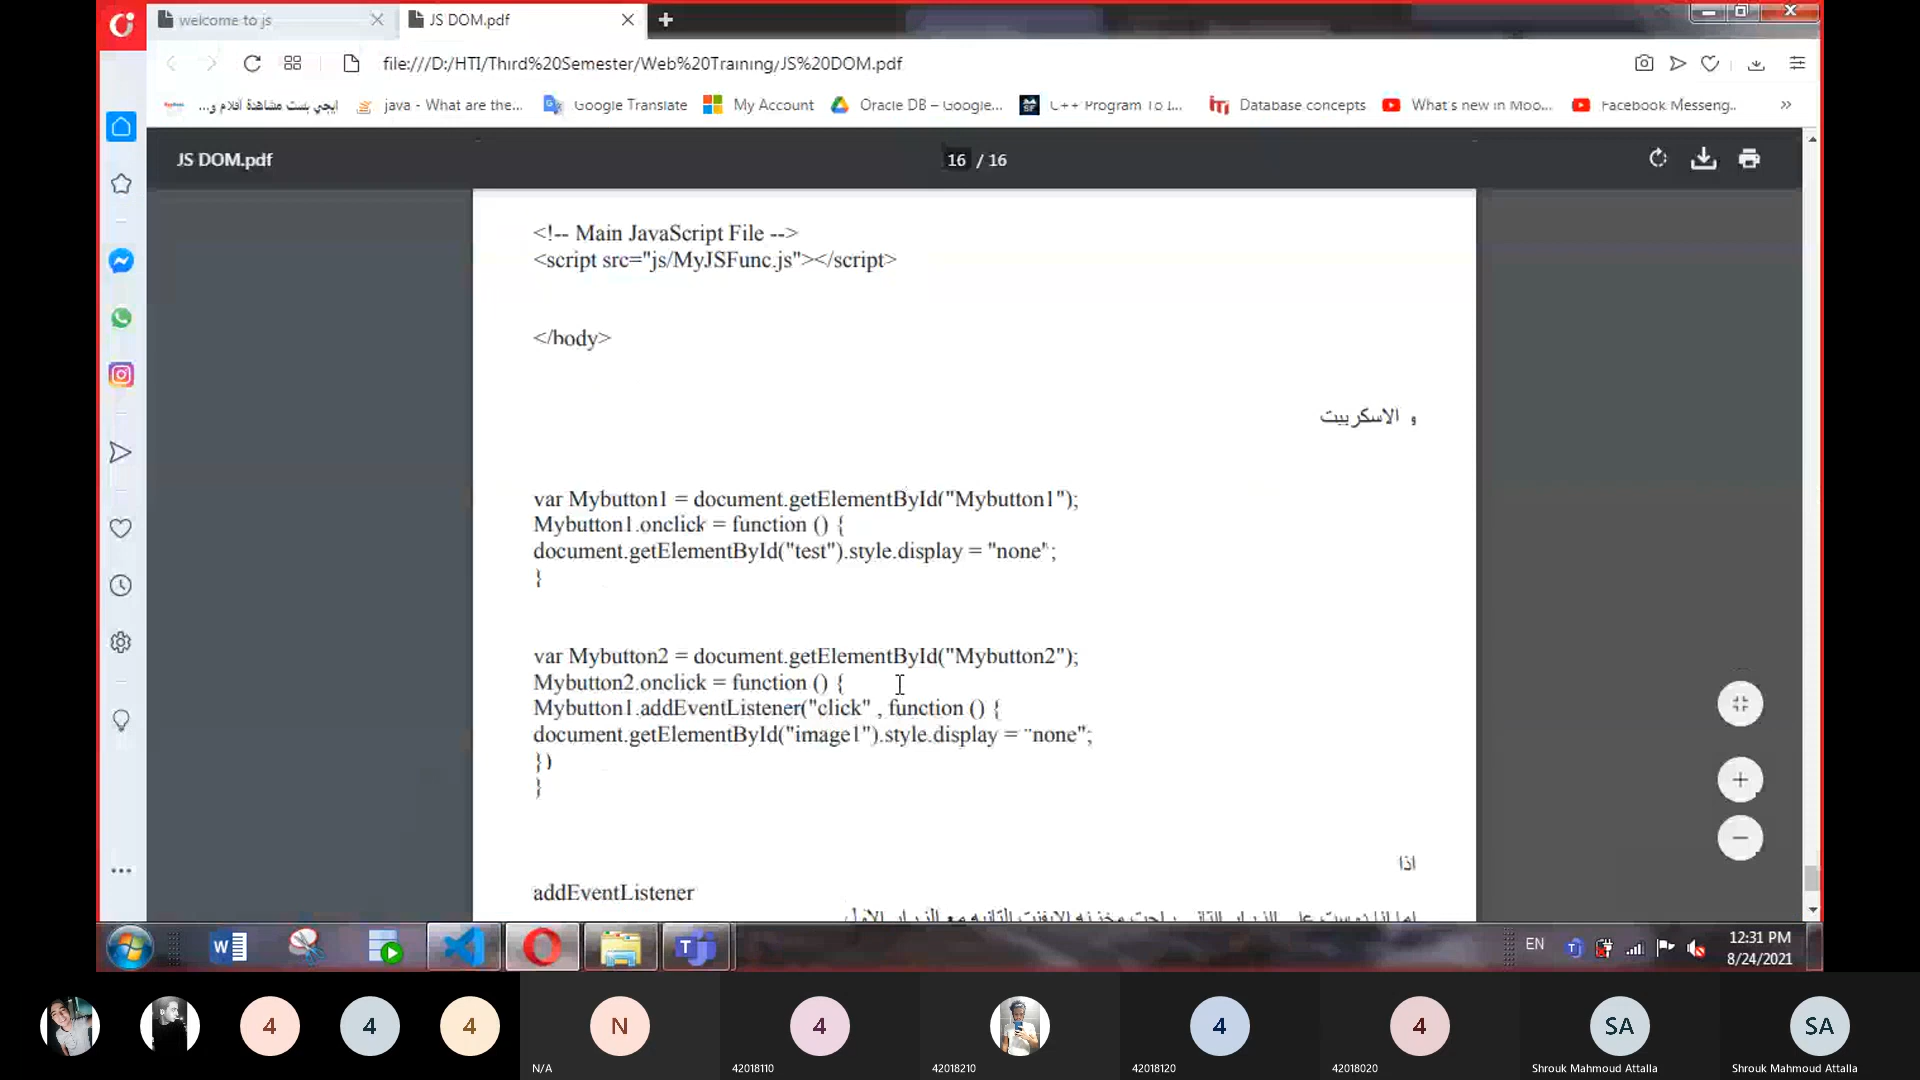 welcome to js
JS DOM.pdf
file:///D:/HTI/Third%20Semester/Web%20Training/JS%20DOM.pdf
ايجي بست مشاهدة افلام و...
java - What are the...
Google Translate
My Account
Oracle DB – Google...
C++ Program To I...
Database concepts
What's new in Moo...
Facebook Messeng..
JS DOM.pdf
16 / 16
<!-- Main JavaScript File -->
<script src="js/MyJSFunc.js"></script>
</body>
و الاسكريبت
var Mybutton1 = document.getElementById("Mybutton1");
Mybutton1.onclick = function () {
document.getElementById("test").style.display = "none";
}
var Mybutton2 = document.getElementById("Mybutton2");
Mybutton2.onclick = function () {
Mybutton1.addEventListener("click" , function () {
document.getElementById("image1").style.display = "none";
})
}
اذا
addEventListener
EN
12:31 PM
8/24/2021
4
4
4
N
4
4
4
SA
SA
N/A
42018110
42018210
42018120
42018020
Shrouk Mahmoud Attalla
Shrouk Mahmoud Attalla